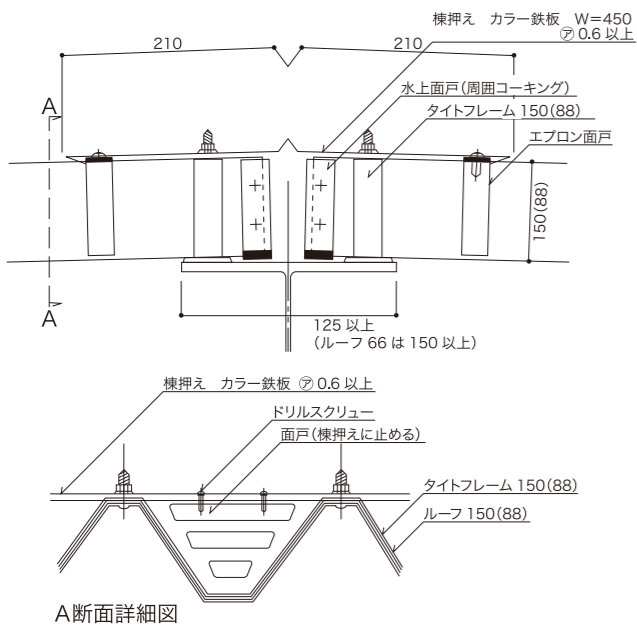 棟押え カラー鉄板 W=450
㋐0.6 以上
210
210
水上面戸(周囲コーキング)
タイトフレーム 150(88)
エプロン面戸
A
150(88)
A
125 以上
(ルーフ 66 は 150 以上)
棟押え カラー鉄板 ㋐0.6 以上
ドリルスクリュー
面戸(棟押えに止める)
タイトフレーム 150(88)
ルーフ 150(88)
A断面詳細図